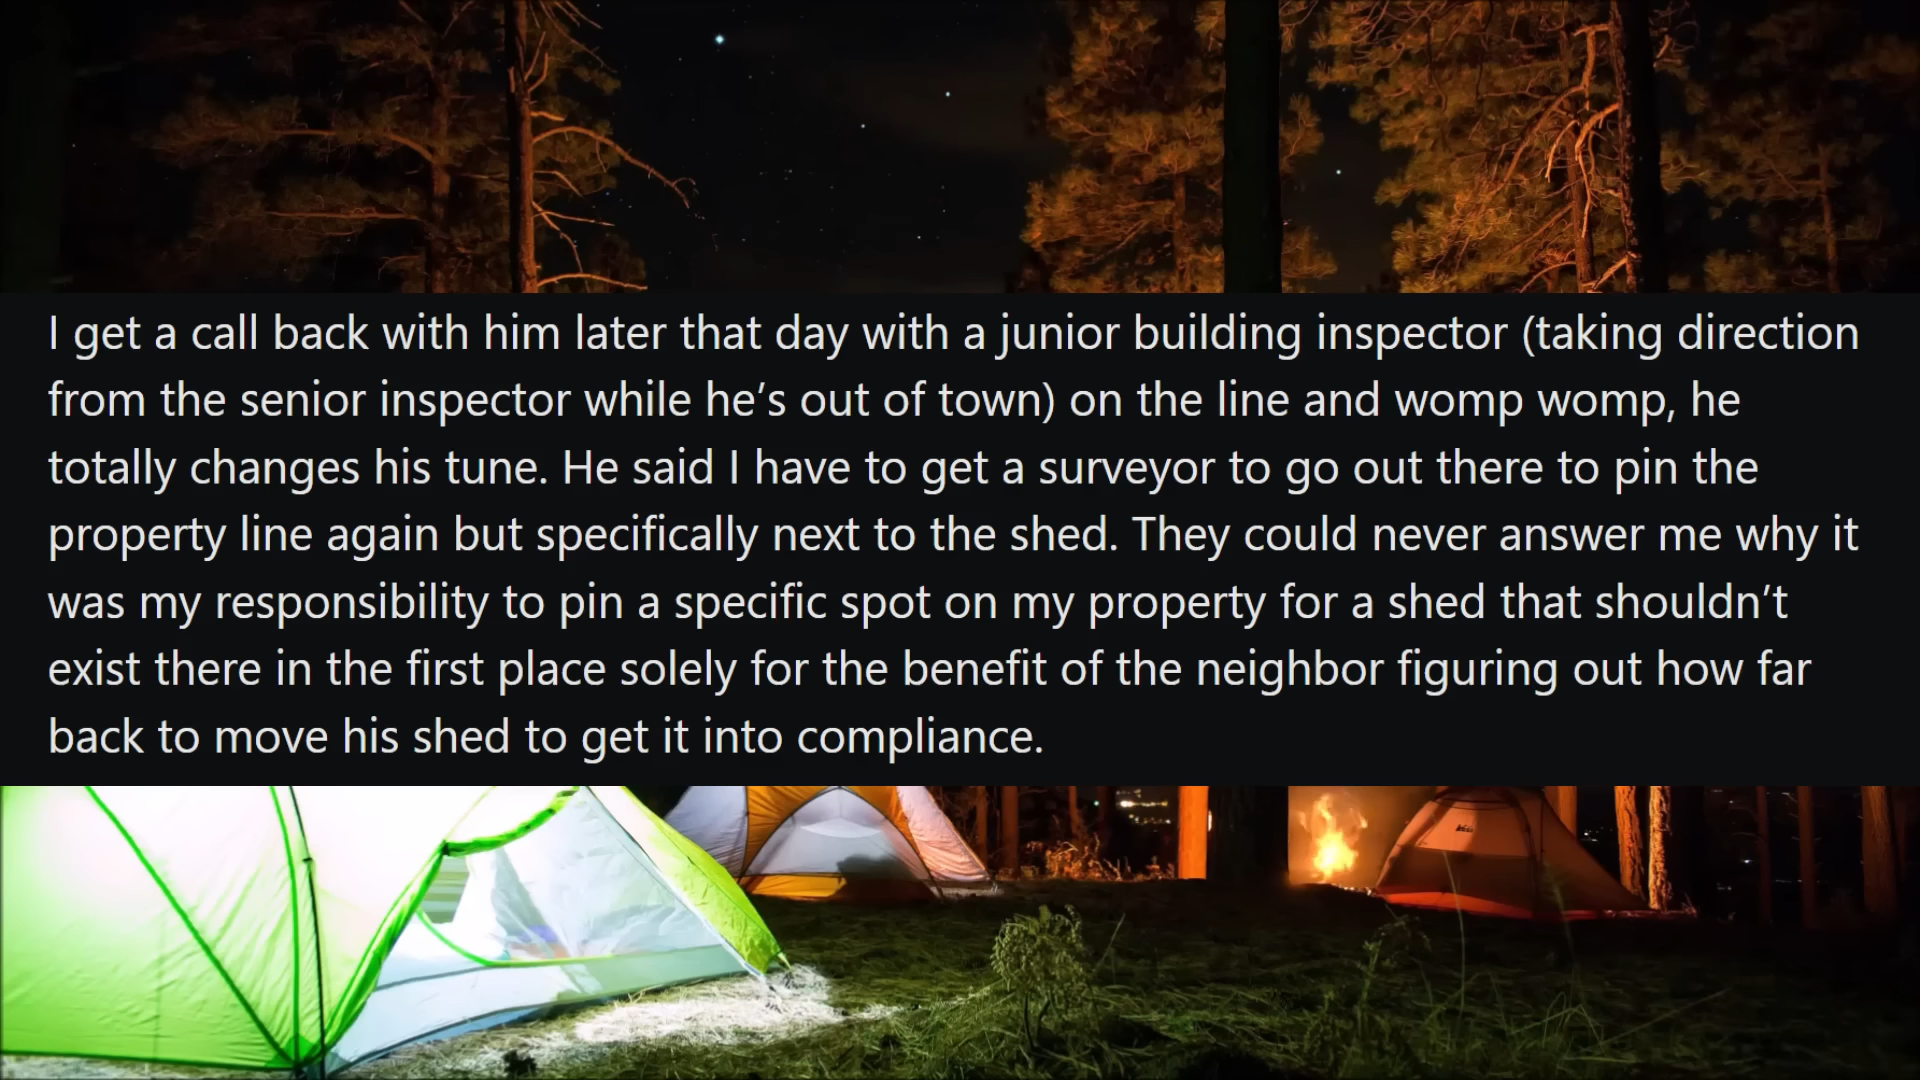 I get a call back with him later that day with a junior building inspector (taking direction
from the senior inspector while he’s out of town) on the line and womp womp, he
totally changes his tune. He said I have to get a surveyor to go out there to pin the
property line again but specifically next to the shed. They could never answer me why it
was my responsibility to pin a specific spot on my property for a shed that shouldn’t
exist there in the first place solely for the benefit of the neighbor figuring out how far
back to move his shed to get it into compliance.